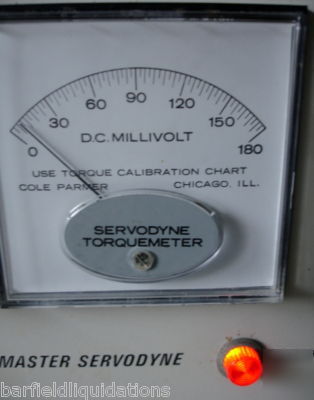 0 30 60 90 120 150 180
D.C. MILLIVOLT
USE TORQUE CALIBRATION CHART
COLE PARMER CHICAGO, ILL.
SERVODYNE
TORQUEMETER
MASTER SERVODYNE
barfieldliquidations